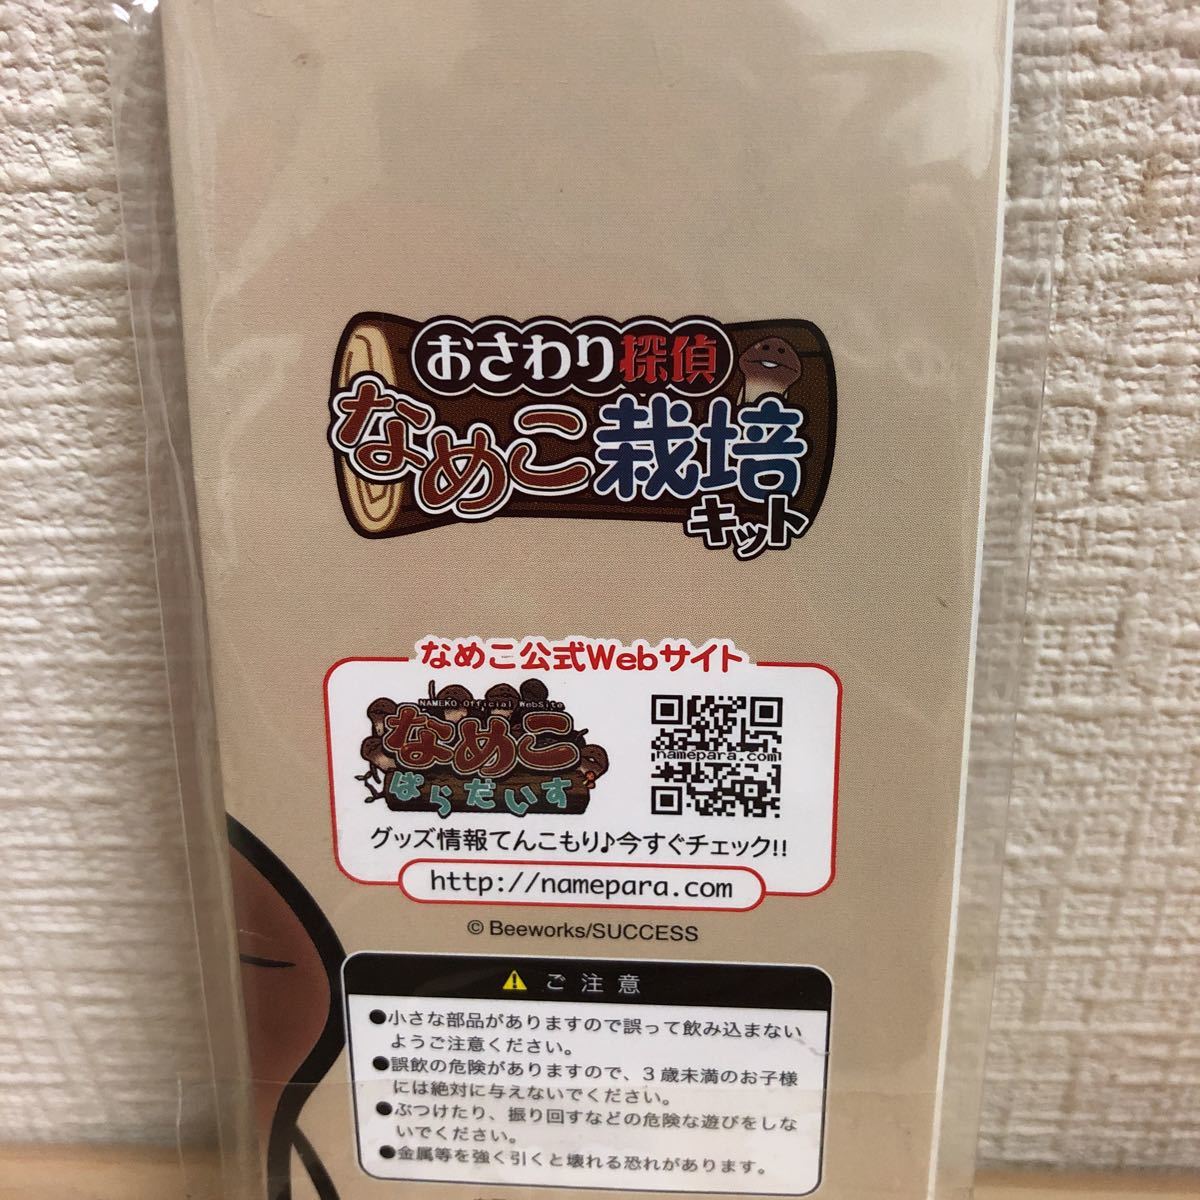 おさわり探偵
なめこ栽培
キット
なめこ公式Webサイト
NAMEKO Official WebSite
なめこ
ぱらだいす
namepara.com
グッズ情報てんこもり♪今すぐチェック!!
http://namepara.com
© Beeworks/SUCCESS
ご注意
●小さな部品がありますので誤って飲み込まない
ようご注意ください。
●誤飲の危険がありますので、3歳未満のお子様
には絶対に与えないでください。
●ぶつけたり、振り回すなどの危険な遊びをしな
いでください。
●金属等を強く引くと壊れる恐れがあります。